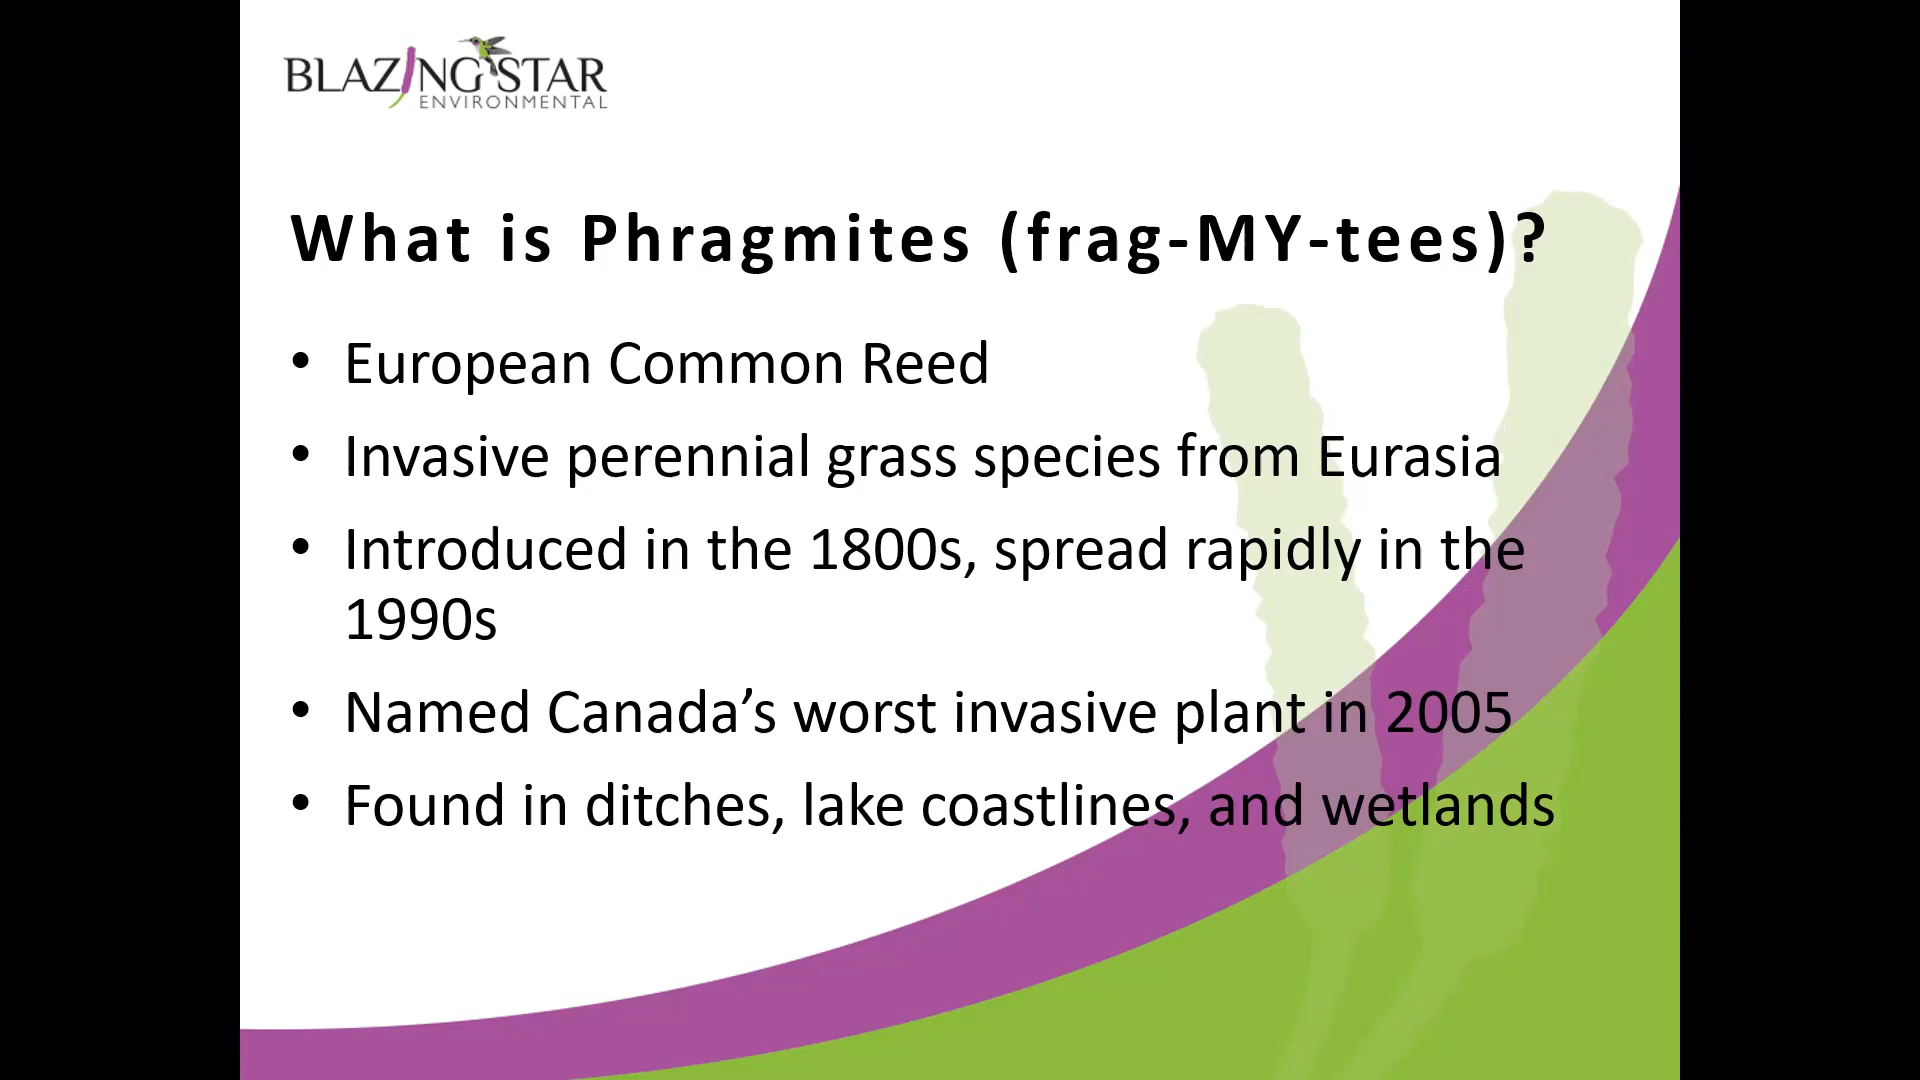 BLAZING STAR
ENVIRONMENTAL
What is Phragmites (frag-MY-tees)?
• European Common Reed
• Invasive perennial grass species from Eurasia
• Introduced in the 1800s, spread rapidly in the
1990s
• Named Canada’s worst invasive plant in 2005
• Found in ditches, lake coastlines, and wetlands